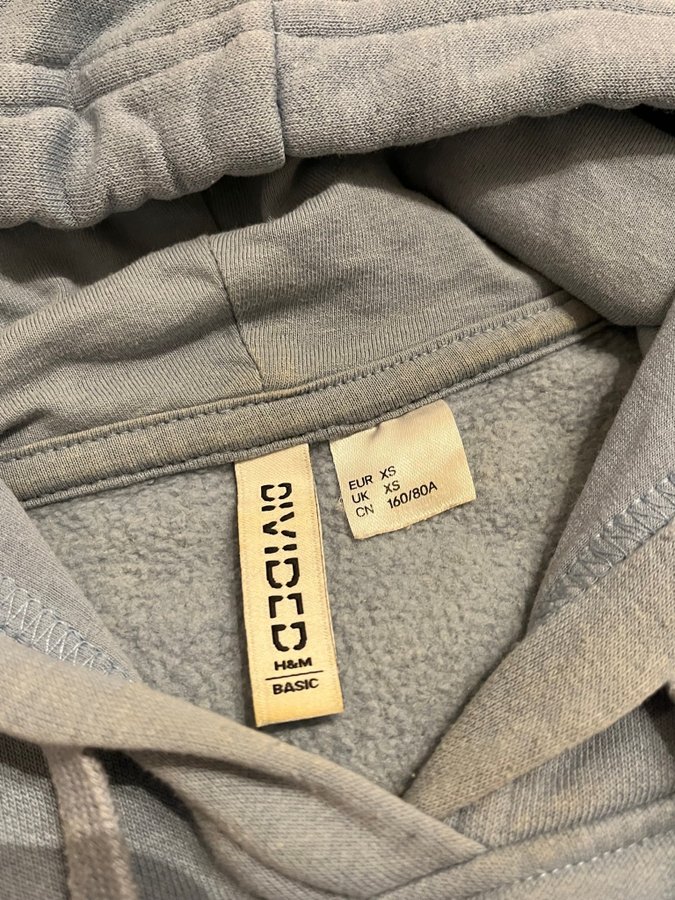 DIVIDED
H&M
BASIC
EUR XS
UK XS
CN 160/80A